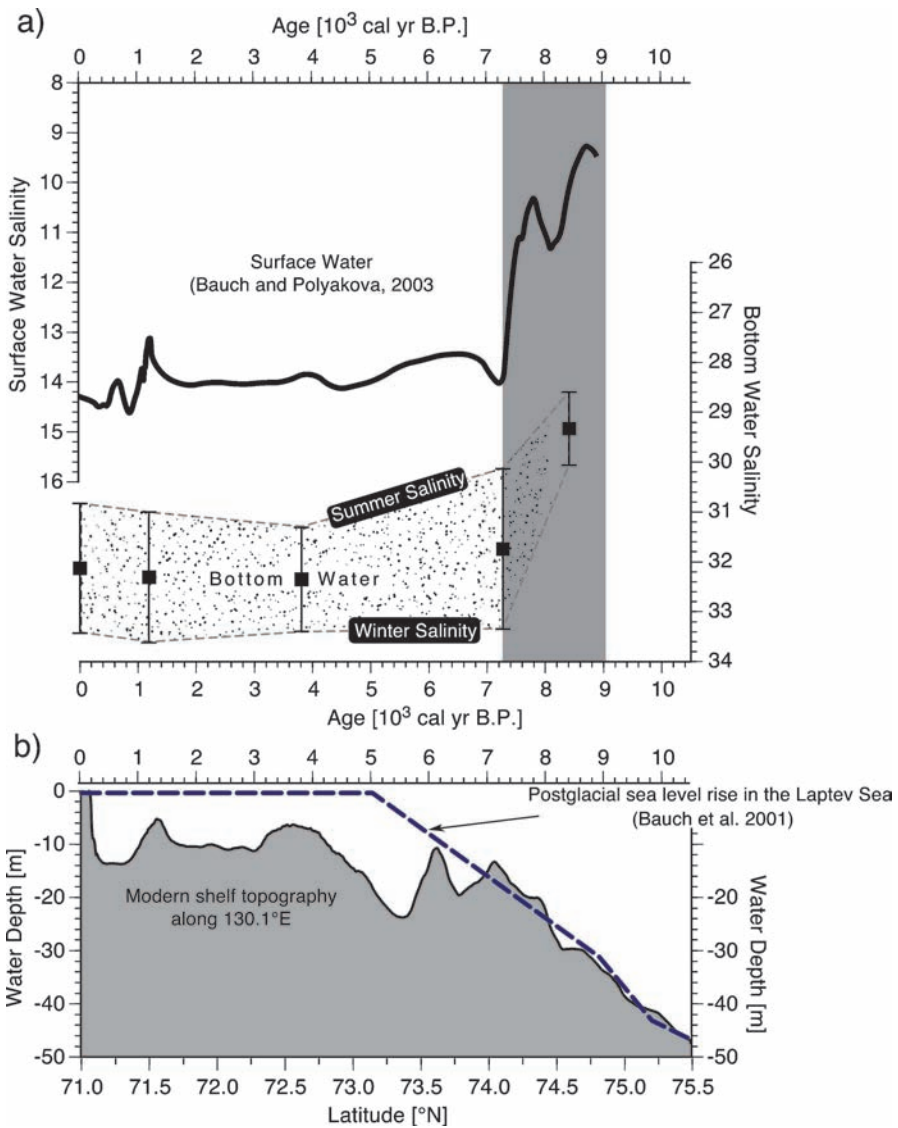 a)
Age [10³ cal yr B.P.]
0 1 2 3 4 5 6 7 8 9 10
8
9
10
11
12
13
14
15
16
Surface Water Salinity
Surface Water
(Bauch and Polyakova, 2003
26
27
28
29
30
31
32
33
34
Bottom Water Salinity
Summer Salinity
Bottom Water
Winter Salinity
0 1 2 3 4 5 6 7 8 9 10
Age [10³ cal yr B.P.]
b)
0 1 2 3 4 5 6 7 8 9 10
0
-10
-20
-30
-40
-50
Water Depth [m]
Postglacial sea level rise in the Laptev Sea
(Bauch et al. 2001)
Modern shelf topography
along 130.1°E
-20
-30
-40
-50
Water Depth [m]
71.0 71.5 72.0 72.5 73.0 73.5 74.0 74.5 75.0 75.5
Latitude [°N]